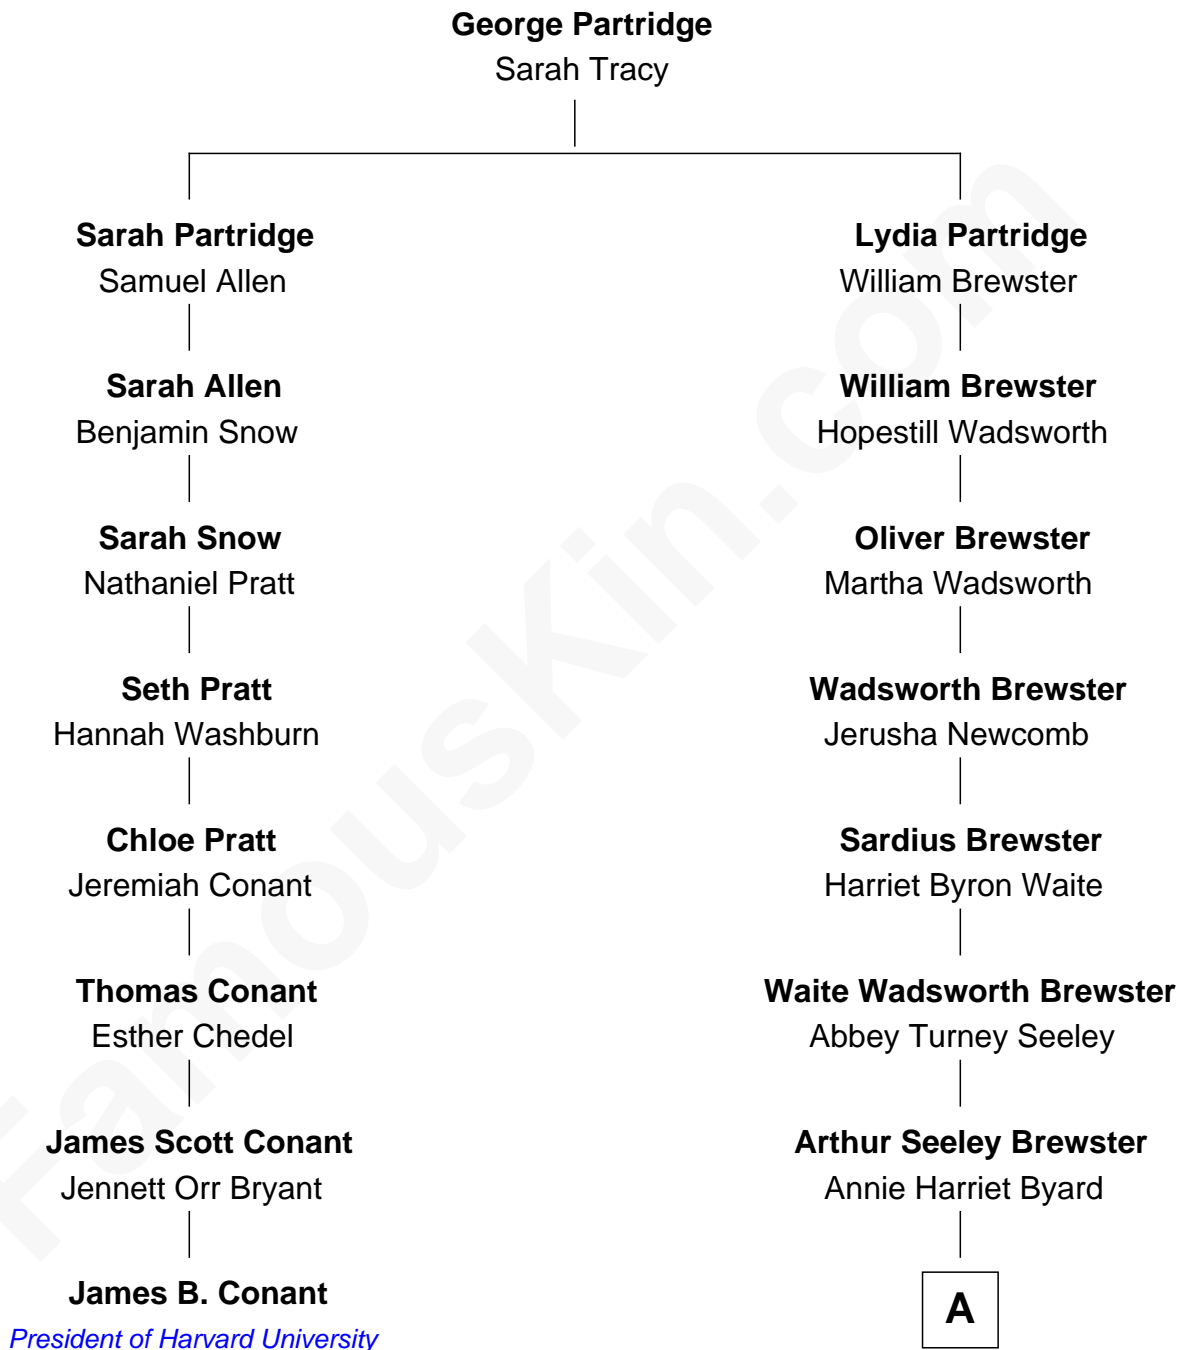 George Partridge
Sarah Tracy
Sarah Partridge
Samuel Allen
Lydia Partridge
William Brewster
Sarah Allen
Benjamin Snow
William Brewster
Hopestill Wadsworth
Sarah Snow
Nathaniel Pratt
Oliver Brewster
Martha Wadsworth
Seth Pratt
Hannah Washburn
Wadsworth Brewster
Jerusha Newcomb
Chloe Pratt
Jeremiah Conant
Sardius Brewster
Harriet Byron Waite
Thomas Conant
Esther Chedel
Waite Wadsworth Brewster
Abbey Turney Seeley
James Scott Conant
Jennett Orr Bryant
Arthur Seeley Brewster
Annie Harriet Byard
James B. Conant
President of Harvard University
A
FamousKin.com